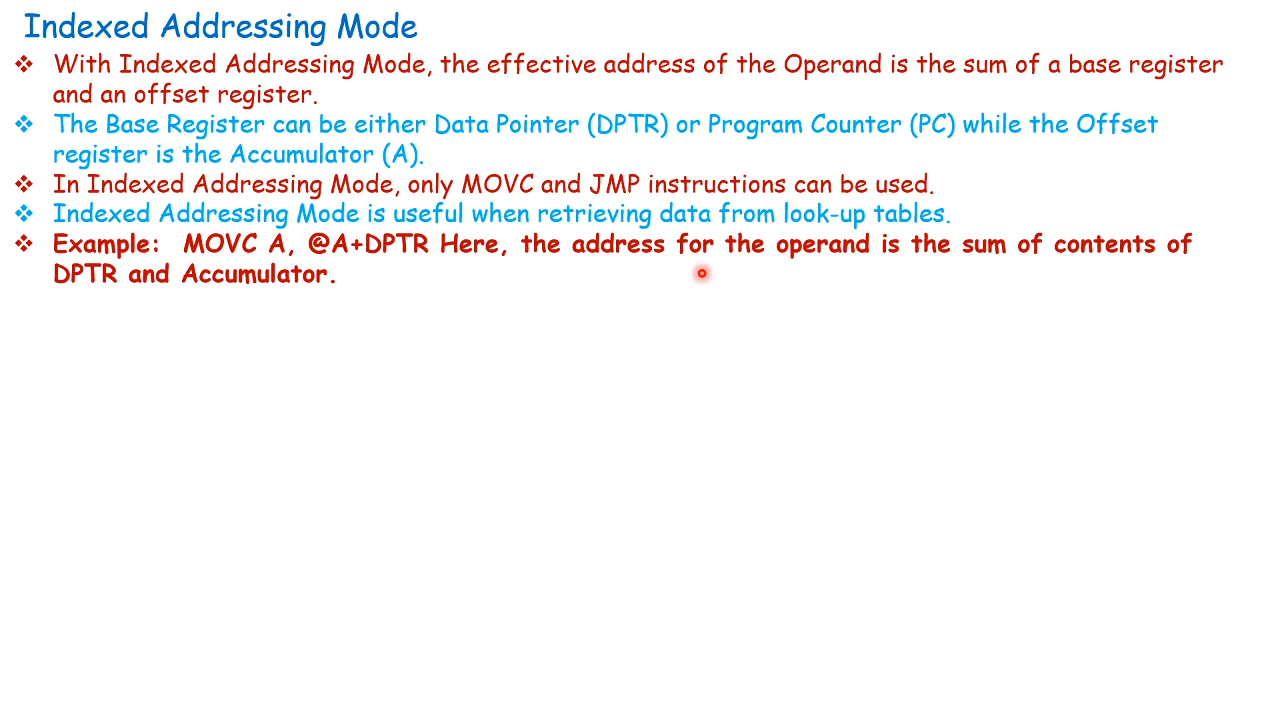 Indexed Addressing Mode
❖ With Indexed Addressing Mode, the effective address of the Operand is the sum of a base register
and an offset register.
❖ The Base Register can be either Data Pointer (DPTR) or Program Counter (PC) while the Offset
register is the Accumulator (A).
❖ In Indexed Addressing Mode, only MOVC and JMP instructions can be used.
❖ Indexed Addressing Mode is useful when retrieving data from look-up tables.
❖ Example: MOVC A, @A+DPTR Here, the address for the operand is the sum of contents of
DPTR and Accumulator.